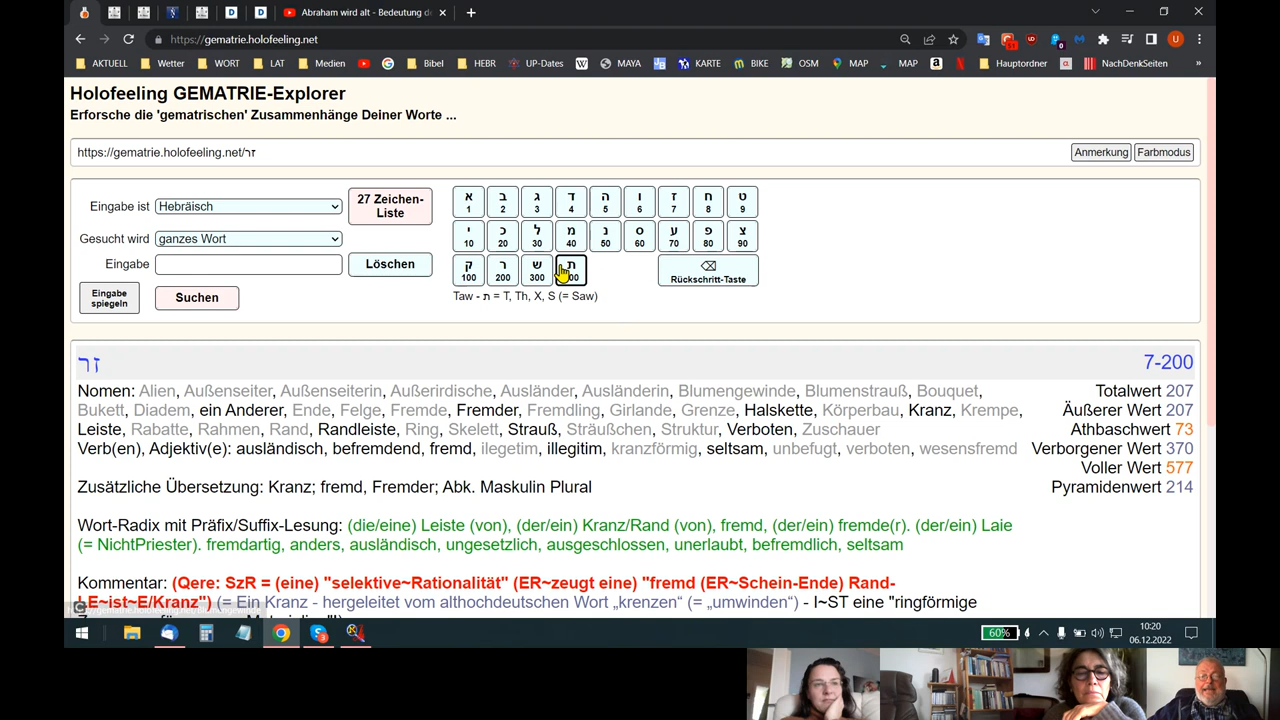 Abraham wird alt - Bedeutung de
https://gematrie.holofeeling.net
AKTUELL Wetter WORT LAT Medien Bibel HEBR UP-Dates MAYA KARTE BIKE OSM MAP MAP Hauptordner NachDenkSeiten »
Holofeeling GEMATRIE-Explorer
Erforsche die 'gematrischen' Zusammenhänge Deiner Worte ...
https://gematrie.holofeeling.net/זר
Anmerkung Farbmodus
Eingabe ist Hebräisch
27 Zeichen-
Liste
Gesucht wird ganzes Wort
Eingabe
Löschen
Eingabe
spiegeln
Suchen
א ב ג ד ה ו ז ח ט
1 2 3 4 5 6 7 8 9
י כ ל מ נ ס ע פ צ
10 20 30 40 50 60 70 80 90
ק ר ש ת
100 200 300
Rückschritt-Taste
Taw - ת = T, Th, X, S (= Saw)
זר 7-200
Nomen: Alien, Außenseiter, Außenseiterin, Außerirdische, Ausländer, Ausländerin, Blumengewinde, Blumenstrauß, Bouquet,
Bukett, Diadem, ein Anderer, Ende, Felge, Fremde, Fremder, Fremdling, Girlande, Grenze, Halskette, Körperbau, Kranz, Krempe,
Leiste, Rabatte, Rahmen, Rand, Randleiste, Ring, Skelett, Strauß, Sträußchen, Struktur, Verboten, Zuschauer
Verb(en), Adjektiv(e): ausländisch, befremdend, fremd, ilegetim, illegitim, kranzförmig, seltsam, unbefugt, verboten, wesensfremd
Totalwert 207
Äußerer Wert 207
Athbaschwert 73
Verborgener Wert 370
Voller Wert 577
Pyramidenwert 214
Zusätzliche Übersetzung: Kranz; fremd, Fremder; Abk. Maskulin Plural
Wort-Radix mit Präfix/Suffix-Lesung: (die/eine) Leiste (von), (der/ein) Kranz/Rand (von), fremd, (der/ein) fremde(r). (der/ein) Laie
(= NichtPriester). fremdartig, anders, ausländisch, ungesetzlich, ausgeschlossen, unerlaubt, befremdlich, seltsam
Kommentar: (Qere: SzR = (eine) "selektive~Rationalität" (ER~zeugt eine) "fremd (ER~Schein-Ende) Rand-
LE~ist~E/Kranz") (= Ein Kranz - hergeleitet vom althochdeutschen Wort „krenzen“ (= „umwinden“) - I~ST eine "ringförmige
60%
10:20
06.12.2022